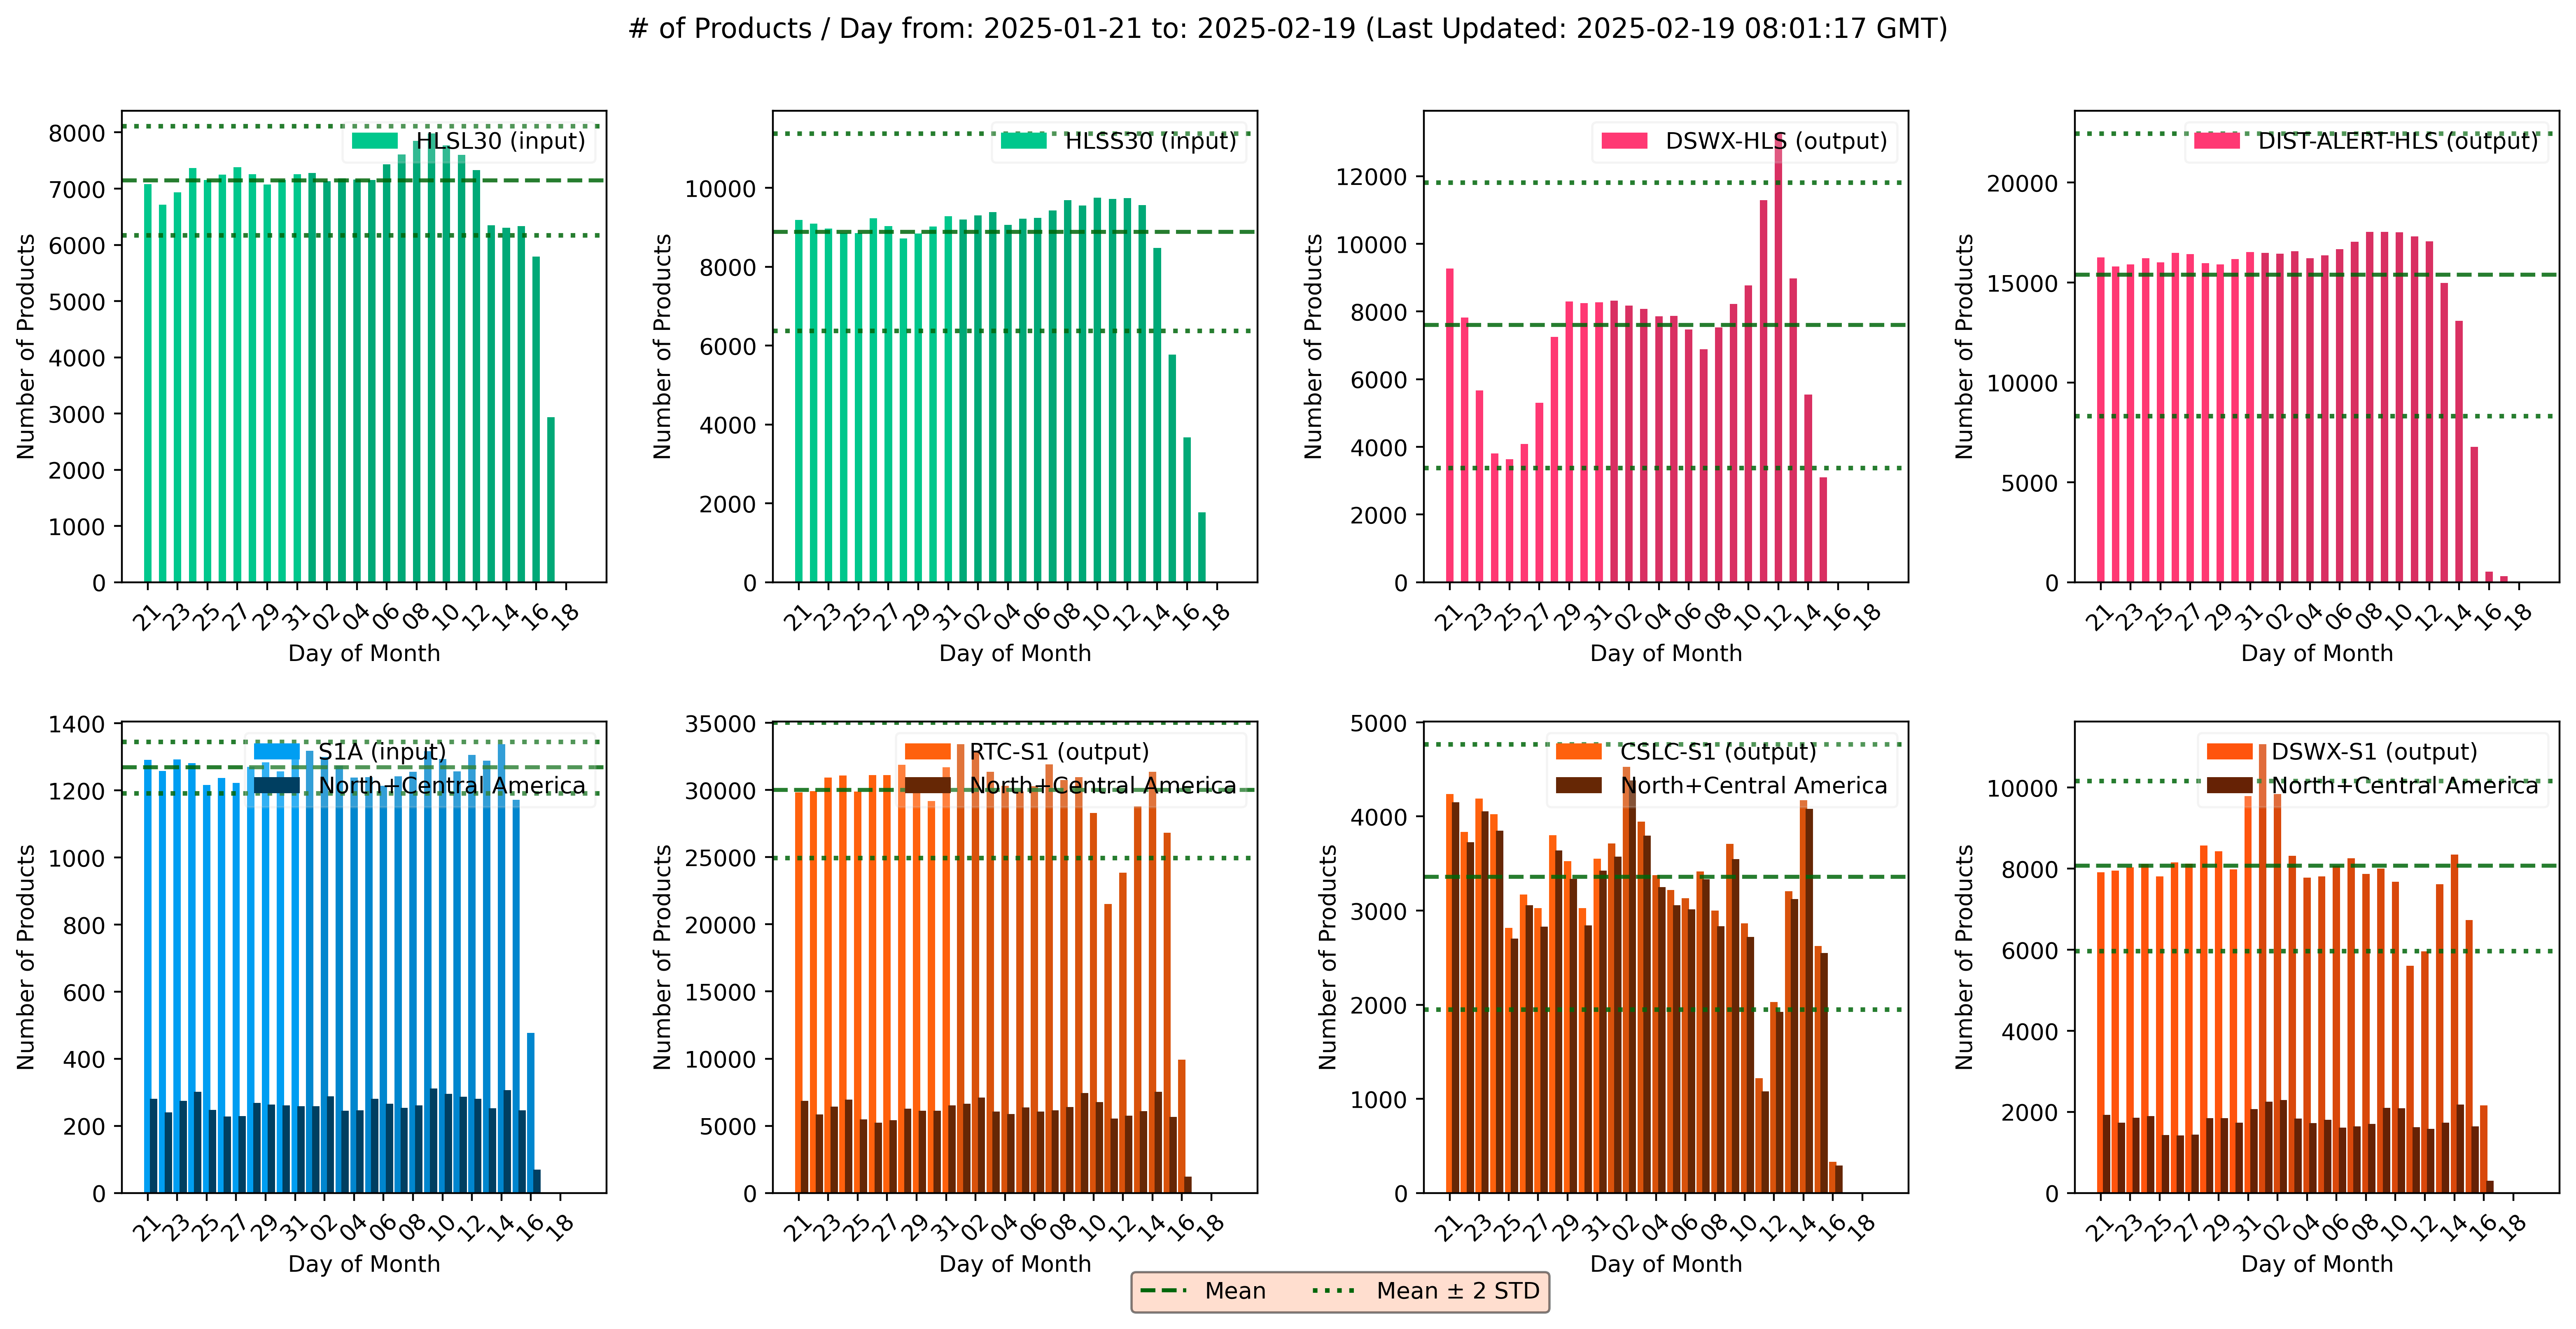 # of Products / Day from: 2025-01-21 to: 2025-02-19 (Last Updated: 2025-02-19 08:01:17 GMT)
HLSL30 (input)
8000
7000
6000
5000
4000
3000
2000
1000
0
Number of Products
21 23 25 27 29 31 02 04 06 08 10 12 14 16 18
Day of Month
HLSS30 (input)
10000
8000
6000
4000
2000
0
Number of Products
21 23 25 27 29 31 02 04 06 08 10 12 14 16 18
Day of Month
DSWX-HLS (output)
12000
10000
8000
6000
4000
2000
0
Number of Products
21 23 25 27 29 31 02 04 06 08 10 12 14 16 18
Day of Month
DIST-ALERT-HLS (output)
20000
15000
10000
5000
0
Number of Products
21 23 25 27 29 31 02 04 06 08 10 12 14 16 18
Day of Month
S1A (input)
North+Central America
1400
1200
1000
800
600
400
200
0
Number of Products
21 23 25 27 29 31 02 04 06 08 10 12 14 16 18
Day of Month
RTC-S1 (output)
North+Central America
35000
30000
25000
20000
15000
10000
5000
0
Number of Products
21 23 25 27 29 31 02 04 06 08 10 12 14 16 18
Day of Month
CSLC-S1 (output)
North+Central America
5000
4000
3000
2000
1000
0
Number of Products
21 23 25 27 29 31 02 04 06 08 10 12 14 16 18
Day of Month
DSWX-S1 (output)
North+Central America
10000
8000
6000
4000
2000
0
Number of Products
21 23 25 27 29 31 02 04 06 08 10 12 14 16 18
Day of Month
Mean
Mean ± 2 STD